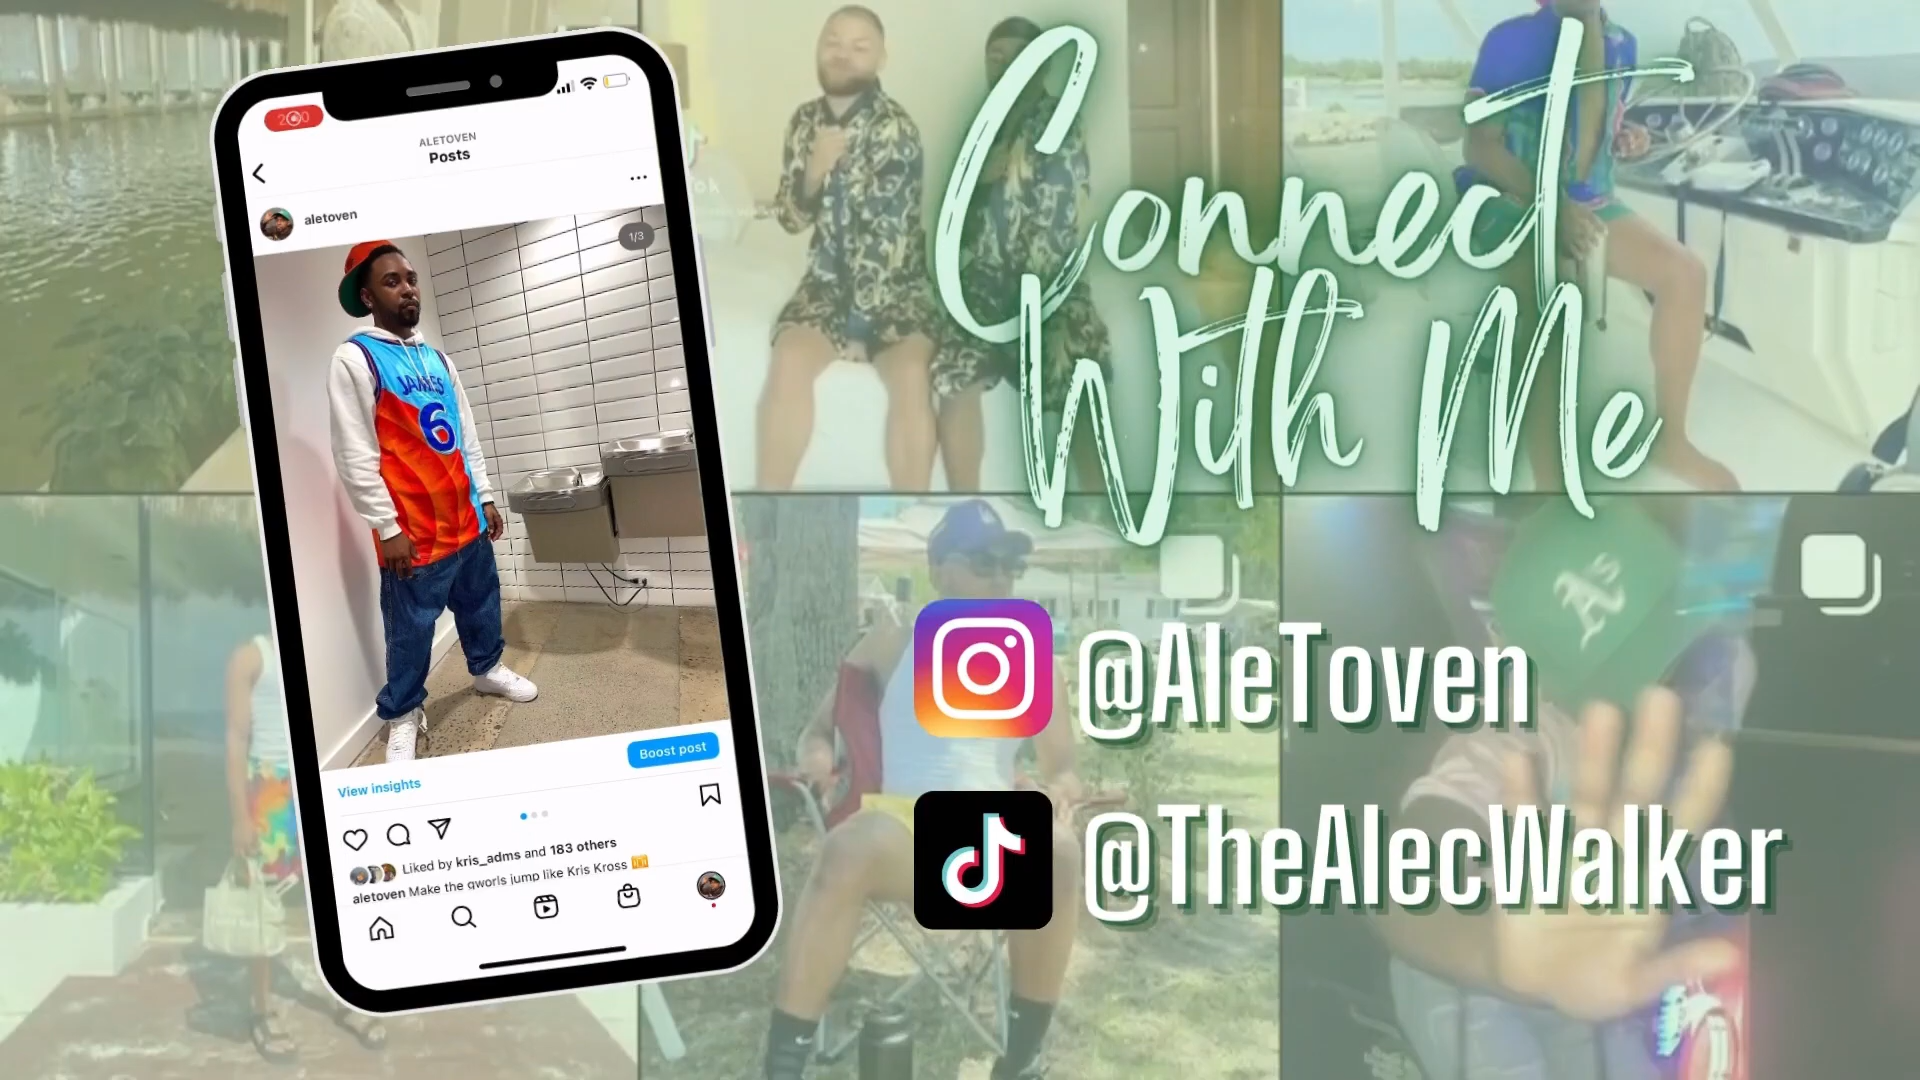 ALETOVEN
Posts
aletoven
1/3
JAMES
6
Boost post
View insights
Liked by kris_adms and 183 others
aletoven Make the qworls jump like Kris Kross
Connect
With Me
@AleToven
@TheAlecWalker
A's